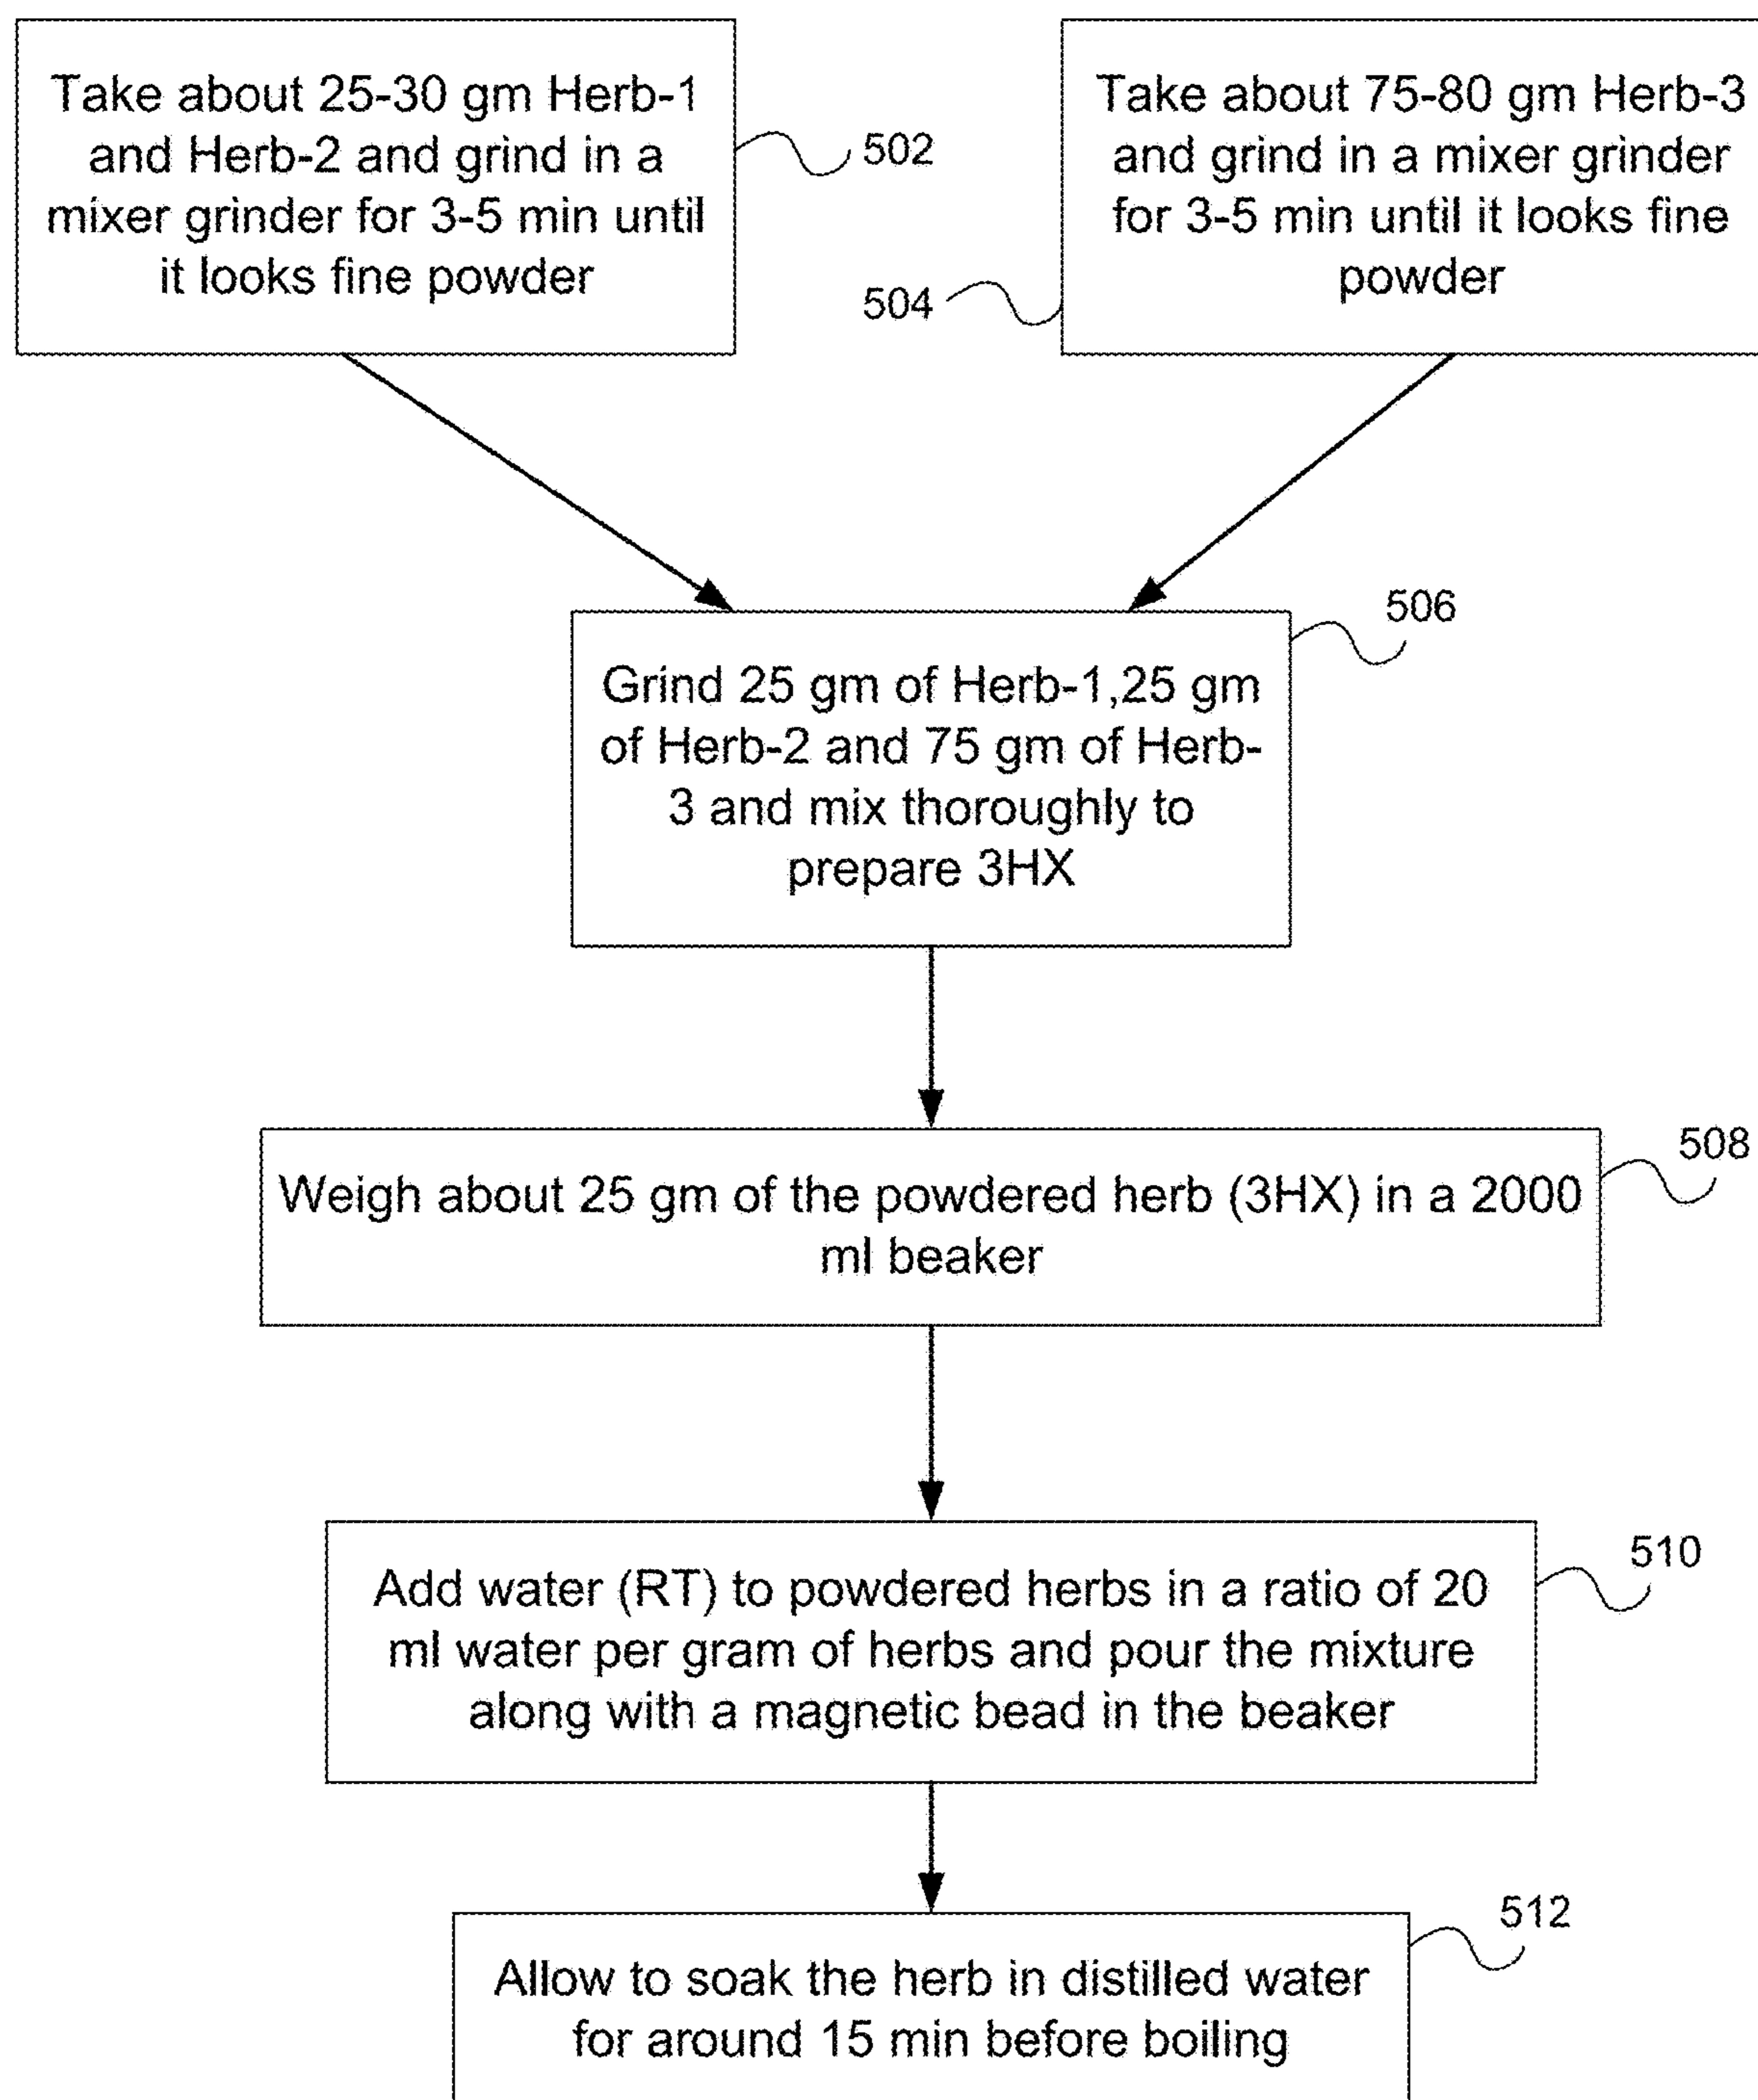 Take about 25-30 gm Herb-1
and Herb-2 and grind in a
mixer grinder for 3-5 min until
it looks fine powder
502
Take about 75-80 gm Herb-3
and grind in a mixer grinder
for 3-5 min until it looks fine
powder
504
506
Grind 25 gm of Herb-1,25 gm
of Herb-2 and 75 gm of Herb-
3 and mix thoroughly to
prepare 3HX
508
Weigh about 25 gm of the powdered herb (3HX) in a 2000
ml beaker
510
Add water (RT) to powdered herbs in a ratio of 20
ml water per gram of herbs and pour the mixture
along with a magnetic bead in the beaker
512
Allow to soak the herb in distilled water
for around 15 min before boiling